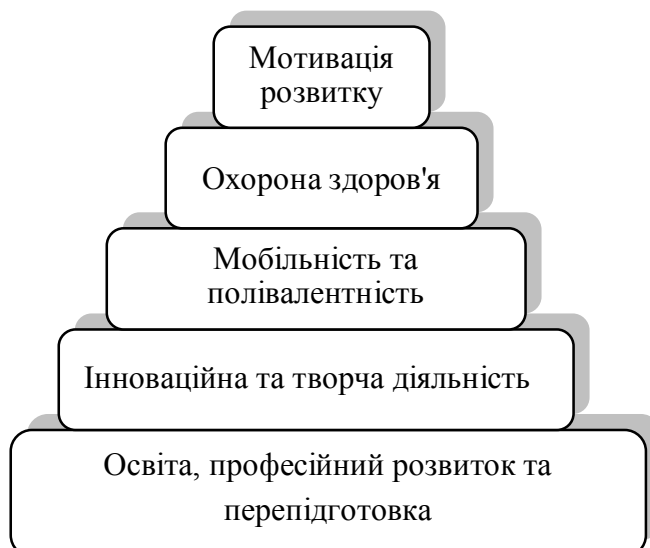 Мотивація
розвитку
Охорона здоров'я
Мобільність та
полівалентність
Інноваційна та творча діяльність
Освіта, професійний розвиток та
перепідготовка